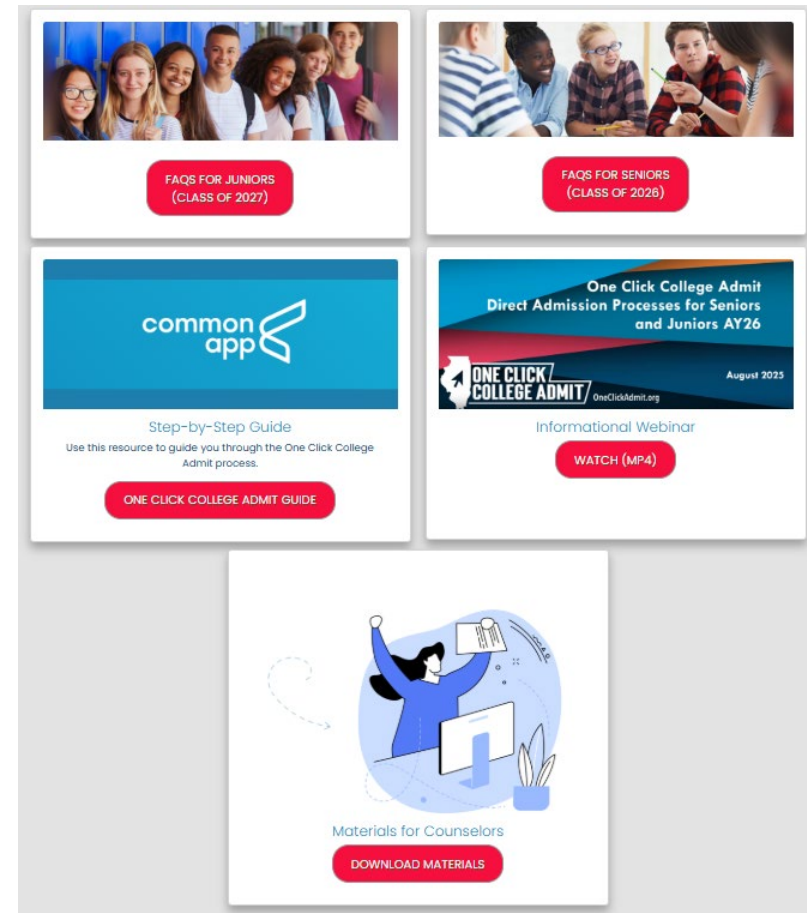 FAQS FOR JUNIORS
(CLASS OF 2027)
FAQS FOR SENIORS
(CLASS OF 2026)
common
app
Step-by-Step Guide
Use this resource to guide you through the One Click College
Admit process.
ONE CLICK COLLEGE ADMIT GUIDE
One Click College Admit
Direct Admission Processes for Seniors
and Juniors AY26
August 2025
ONE CLICK
COLLEGE ADMIT
OneClickAdmit.org
Informational Webinar
WATCH (MP4)
Materials for Counselors
DOWNLOAD MATERIALS